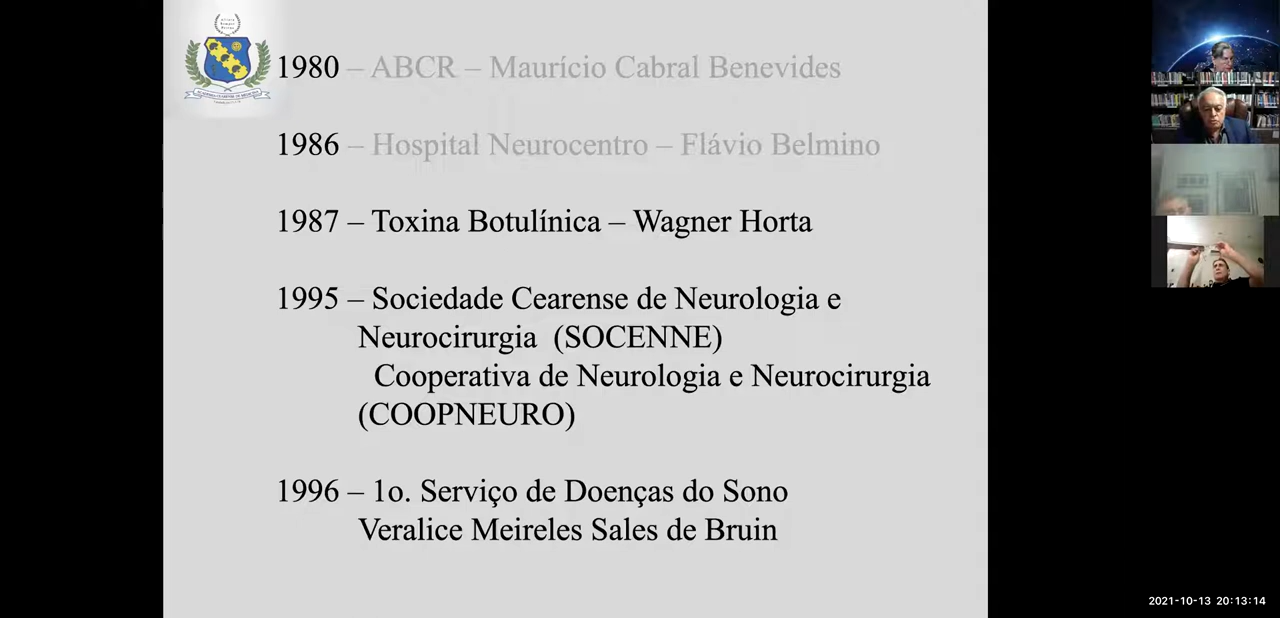 1980 – ABCR – Maurício Cabral Benevides
1986 – Hospital Neurocentro – Flávio Belmino
1987 – Toxina Botulínica – Wagner Horta
1995 – Sociedade Cearense de Neurologia e
Neurocirurgia (SOCENNE)
Cooperativa de Neurologia e Neurocirurgia
(COOPNEURO)
1996 – 1o. Serviço de Doenças do Sono
Veralice Meireles Sales de Bruin
2021-10-13 20:13:14